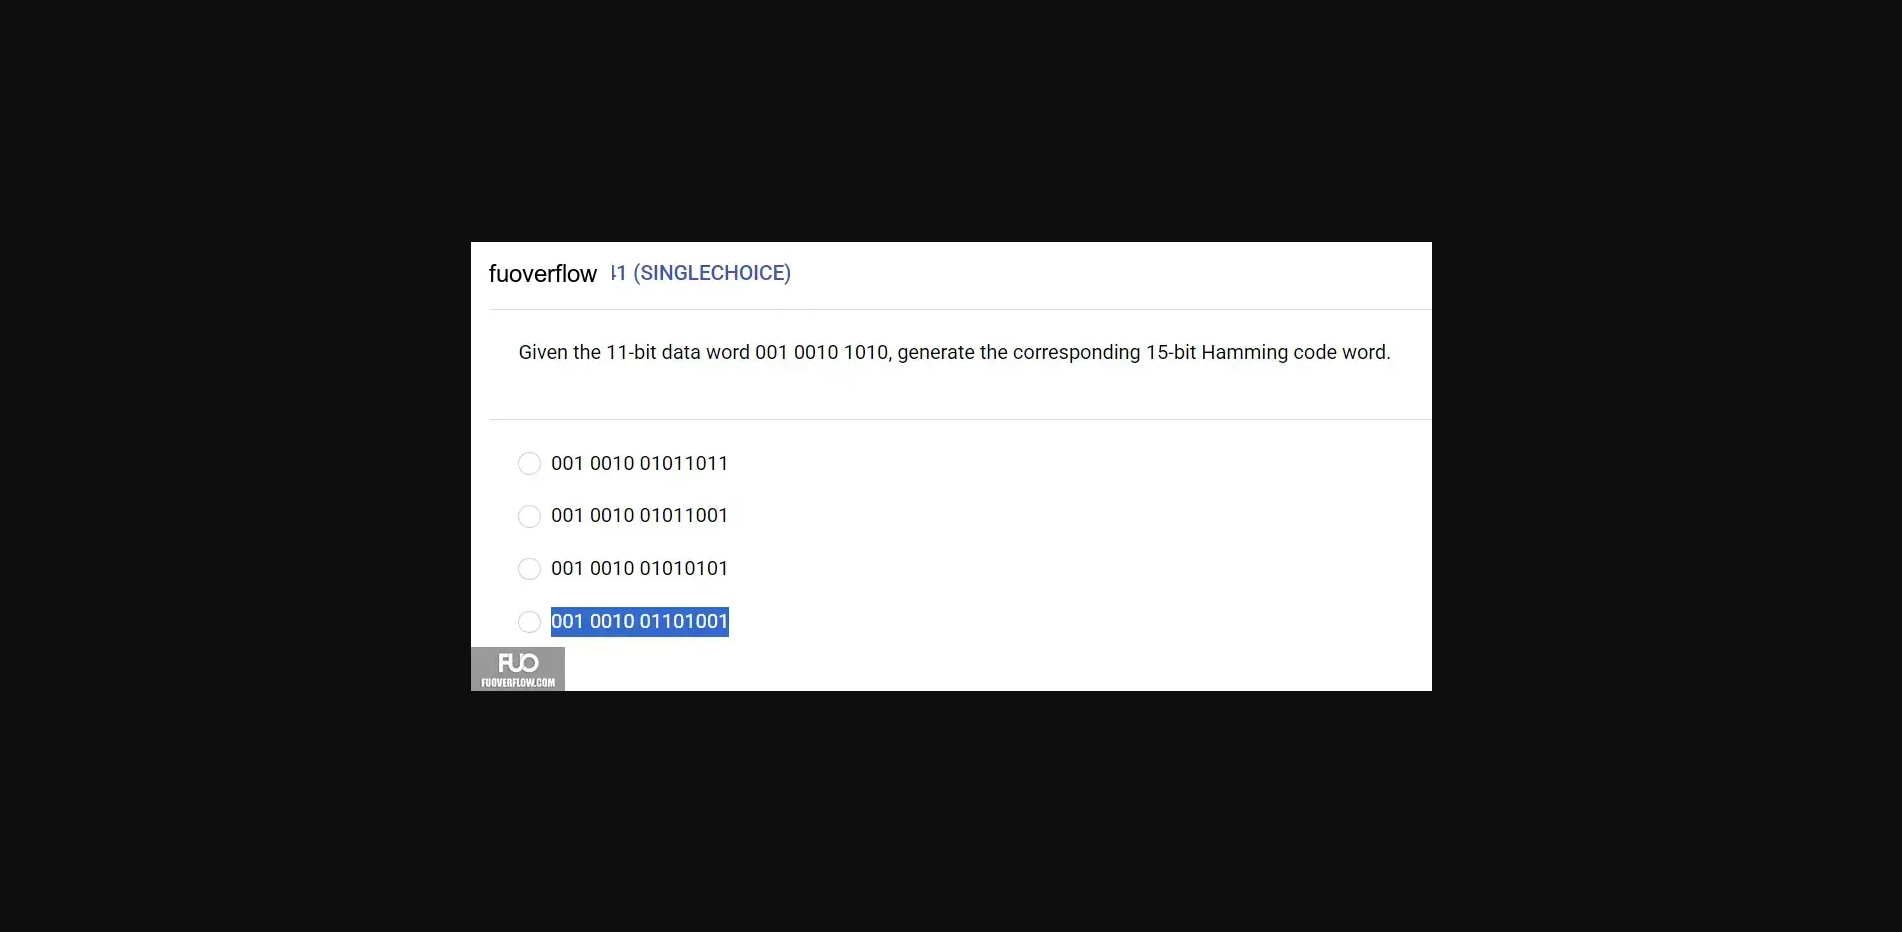 fuoverflow 41 (SINGLECHOICE)
Given the 11-bit data word 001 0010 1010, generate the corresponding 15-bit Hamming code word.
001 0010 01011011
001 0010 01011001
001 0010 01010101
001 0010 01101001
FUO
FUOVERFLOW.COM